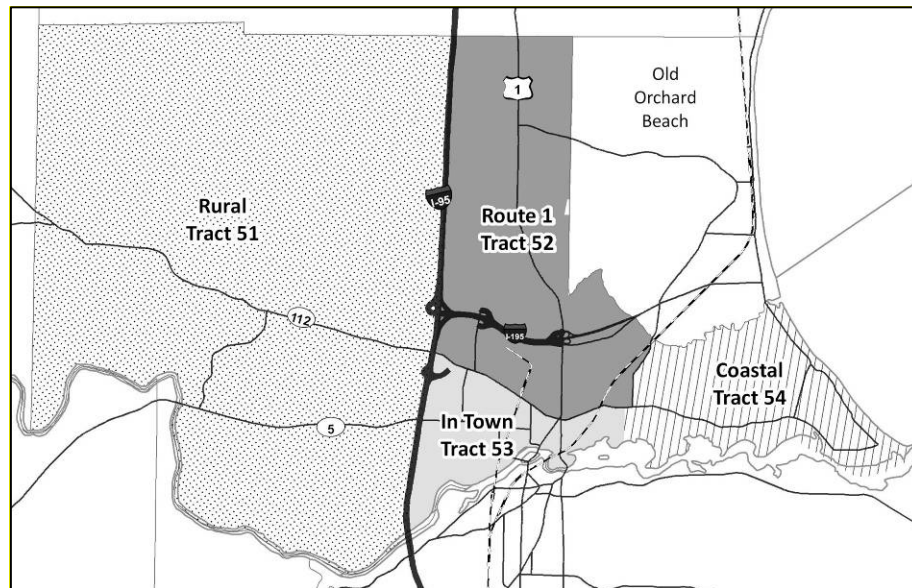 1
Old
Orchard
Beach
I-95
Rural
Tract 51
Route 1
Tract 52
112
I-195
Coastal
Tract 54
5
In Town
Tract 53